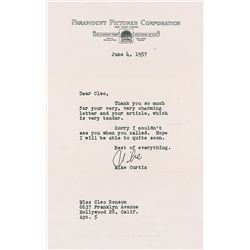 PARAMOUNT PICTURES CORPORATION
June 4, 1957
Dear Cleo,
Thank you so much
for your very, very charming
letter and your article, which
is very tender.
Sorry I couldn't
see you when you called. Hope
I will be able to quite soon.
Best of everything.
Mike
Mike Curtiz
Miss Cleo Ronson
6637 Franklyn Avenue
Hollywood 28, Calif.
Apt. 5